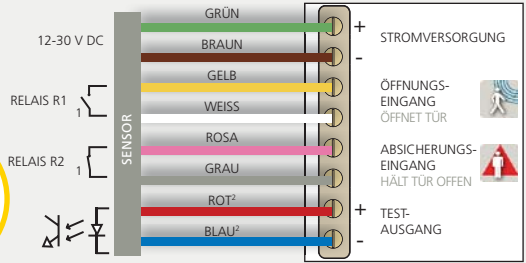 GRÜN
12-30 V DC
+
STROMVERSORGUNG
BRAUN
-
GELB
ÖFFNUNGS-
EINGANG
ÖFFNET TÜR
RELAIS R1
1
WEISS
SENSOR
ROSA
ABSICHERUNGS-
EINGANG
HÄLT TÜR OFFEN
RELAIS R2
1
GRAU
ROT²
+
TEST-
AUSGANG
BLAU²
-